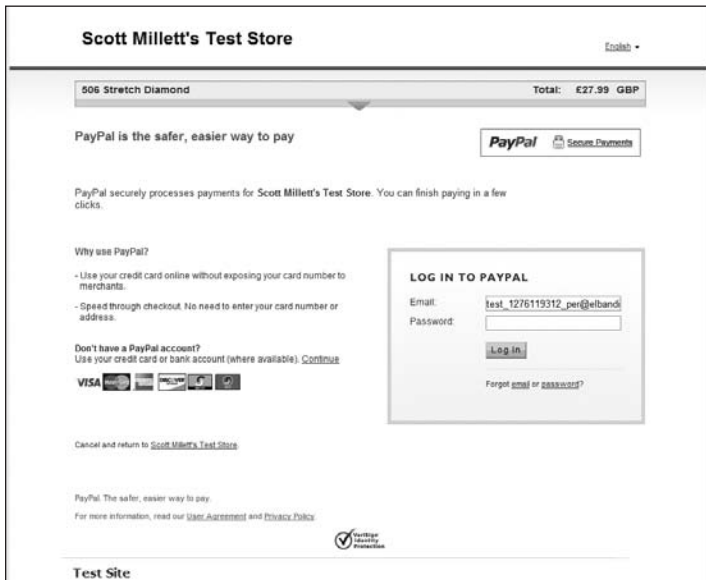 Scott Millett's Test Store
English
506 Stretch Diamond Total: £27.99 GBP
PayPal is the safer, easier way to pay
PayPal Secure Payments
PayPal securely processes payments for Scott Millett's Test Store. You can finish paying in a few
clicks.
Why use PayPal?
- Use your credit card online without exposing your card number to
merchants.
- Speed through checkout. No need to enter your card number or
address.
Don't have a PayPal account?
Use your credit card or bank account (where available). Continue
VISA
LOG IN TO PAYPAL
Email: test_1276119312_per@elbandi
Password:
Log In
Forgot email or password?
Cancel and return to Scott Millett's Test Store.
PayPal. The safer, easier way to pay.
For more information, read our User Agreement and Privacy Policy.
VeriSign
Identity
Protection
Test Site